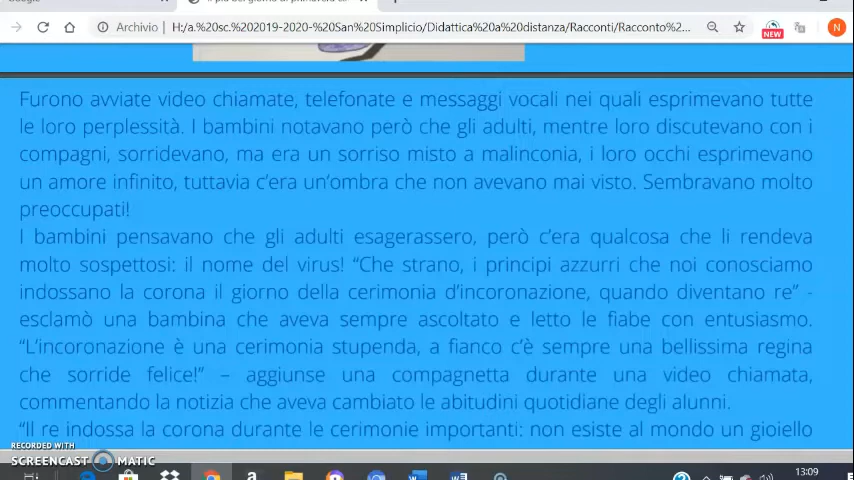 Archivio
H:/a.%20sc.%202019-2020-%20San%20Simplicio/Didattica%20a%20distanza/Racconti/Racconto%2...
NEW
N
Furono avviate video chiamate, telefonate e messaggi vocali nei quali esprimevano tutte
le loro perplessità. I bambini notavano però che gli adulti, mentre loro discutevano con i
compagni, sorridevano, ma era un sorriso misto a malinconia, i loro occhi esprimevano
un amore infinito, tuttavia c’era un’ombra che non avevano mai visto. Sembravano molto
preoccupati!
I bambini pensavano che gli adulti esagerassero, però c’era qualcosa che li rendeva
molto sospettosi: il nome del virus! “Che strano, i principi azzurri che noi conosciamo
indossano la corona il giorno della cerimonia d’incoronazione, quando diventano re” -
esclamò una bambina che aveva sempre ascoltato e letto le fiabe con entusiasmo.
“L’incoronazione è una cerimonia stupenda, a fianco c’è sempre una bellissima regina
che sorride felice!” – aggiunse una compagnetta durante una video chiamata,
commentando la notizia che aveva cambiato le abitudini quotidiane degli alunni.
“Il re indossa la corona durante le cerimonie importanti: non esiste al mondo un gioiello
RECORDED WITH
SCREENCAST MATIC
13:09